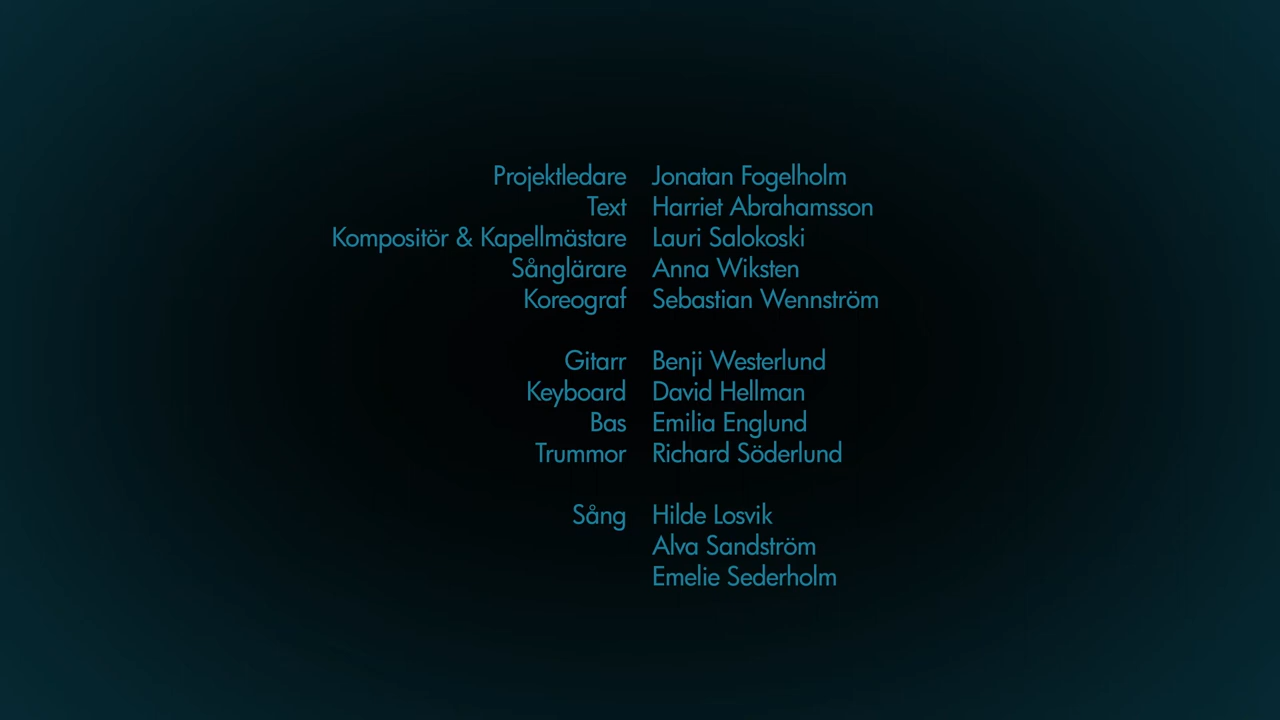 Projektledare Jonatan Fogelholm
Text Harriet Abrahamsson
Kompositör & Kapellmästare Lauri Salokoski
Sånglärare Anna Wiksten
Koreograf Sebastian Wennström
Gitarr Benji Westerlund
Keyboard David Hellman
Bas Emilia Englund
Trummor Richard Söderlund
Sång Hilde Losvik
Alva Sandström
Emelie Sederholm